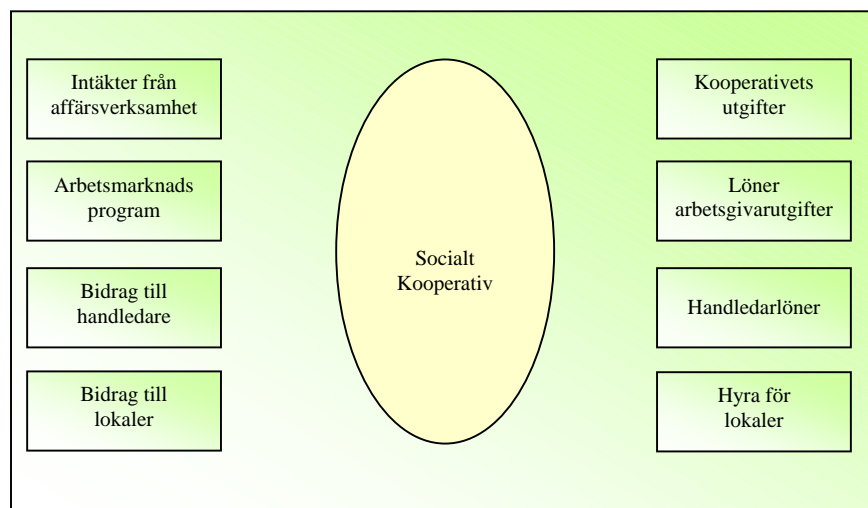 Intäkter från
affärsverksamhet
Arbetsmarknads
program
Bidrag till
handledare
Bidrag till
lokaler
Socialt
Kooperativ
Kooperativets
utgifter
Löner
arbetsgivarutgifter
Handledarlöner
Hyra för
lokaler